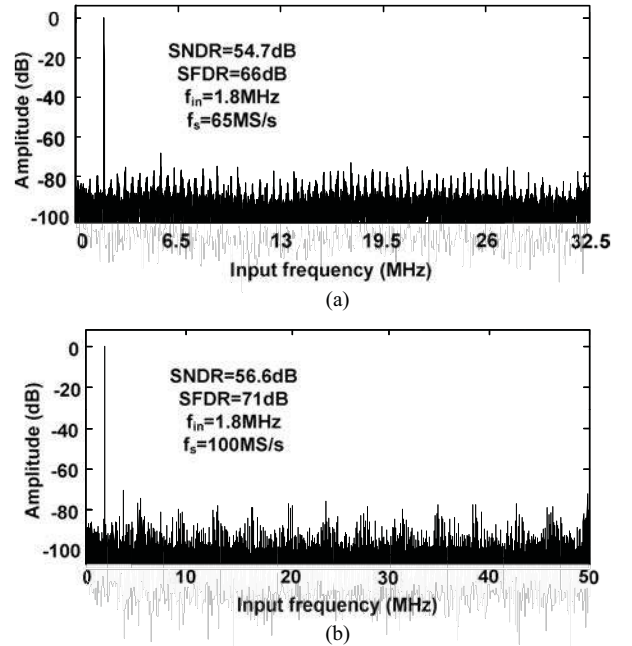 0
-20
-40
-60
-80
-100
Amplitude (dB)
SNDR=54.7dB
SFDR=66dB
fin=1.8MHz
fs=65MS/s
0 6.5 13 19.5 26 32.5
Input frequency (MHz)
(a)
0
-20
-40
-60
-80
-100
Amplitude (dB)
SNDR=56.6dB
SFDR=71dB
fin=1.8MHz
fs=100MS/s
0 10 20 30 40 50
Input frequency (MHz)
(b)